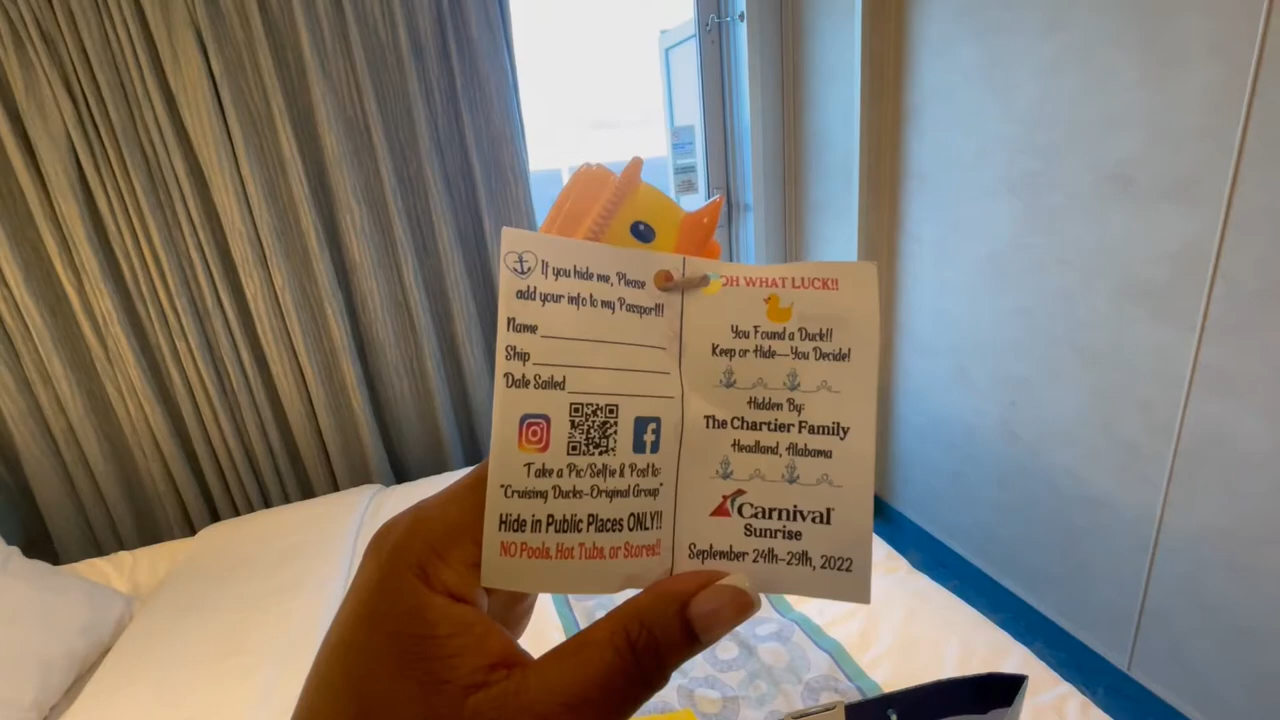 If you hide me, Please
add your info to my Passport!!
Name
Ship
Date Sailed
Take a Pic/Selfie & Post to:
"Cruising Ducks-Original Group"
Hide in Public Places ONLY!!
NO Pools, Hot Tubs, or Stores!!
OH WHAT LUCK!!
You Found a Duck!!
Keep or Hide—You Decide!
Hidden By:
The Chartier Family
Headland, Alabama
Carnival
Sunrise
September 24th-29th, 2022